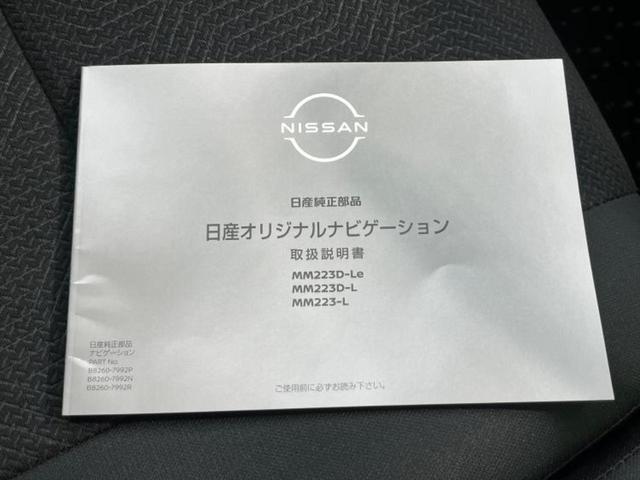 NISSAN
日産純正部品
日産オリジナルナビゲーション
取扱説明書
MM223D-Le
MM223D-L
MM223-L
日産純正部品
ナビゲーション
PART No.
B8260-7992P
B8260-7992N
B8260-7992R
ご使用前に必ずお読み下さい。